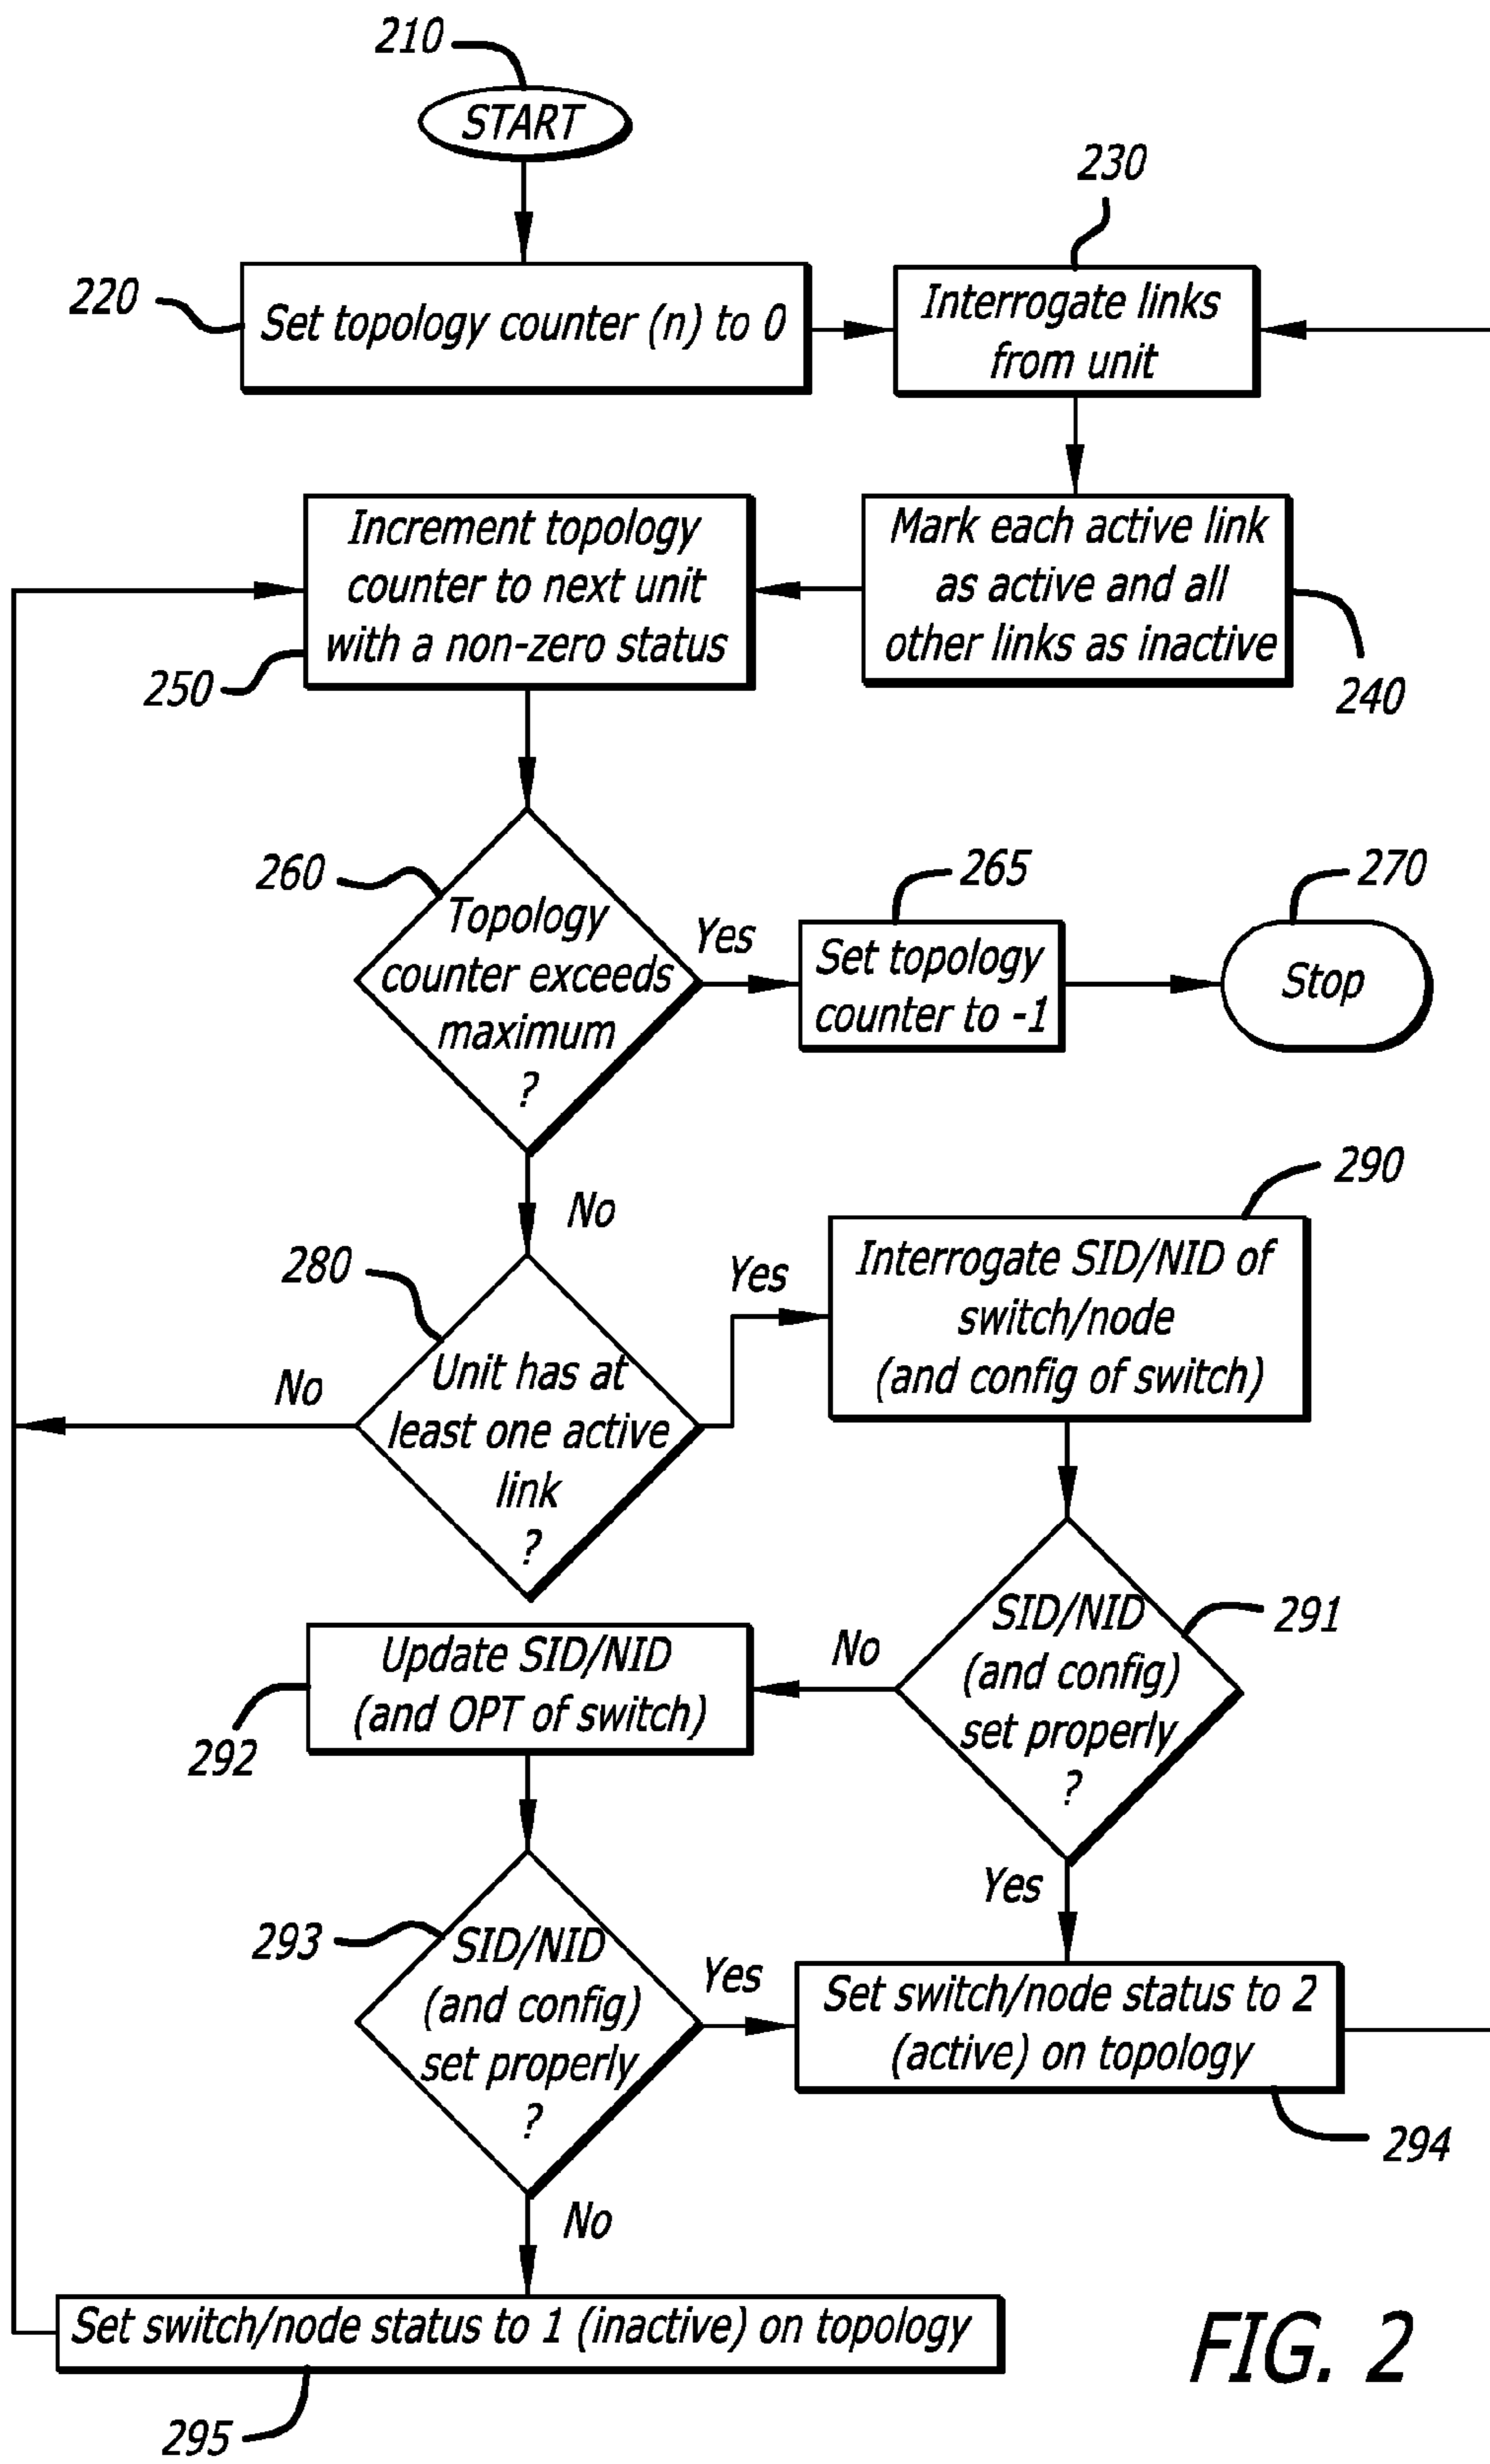 210
START
230
220
Set topology counter (n) to 0
Interrogate links
from unit
Increment topology
counter to next unit
with a non-zero status
250
Mark each active link
as active and all
other links as inactive
240
260
Topology
counter exceeds
maximum
?
Yes
265
Set topology
counter to -1
270
Stop
No
280
Unit has at
least one active
link
?
No
Yes
290
Interrogate SID/NID of
switch/node
(and config of switch)
291
SID/NID
(and config)
set properly
?
No
Update SID/NID
(and OPT of switch)
292
Yes
293
SID/NID
(and config)
set properly
?
Yes
Set switch/node status to 2
(active) on topology
294
No
Set switch/node status to 1 (inactive) on topology
295
FIG. 2